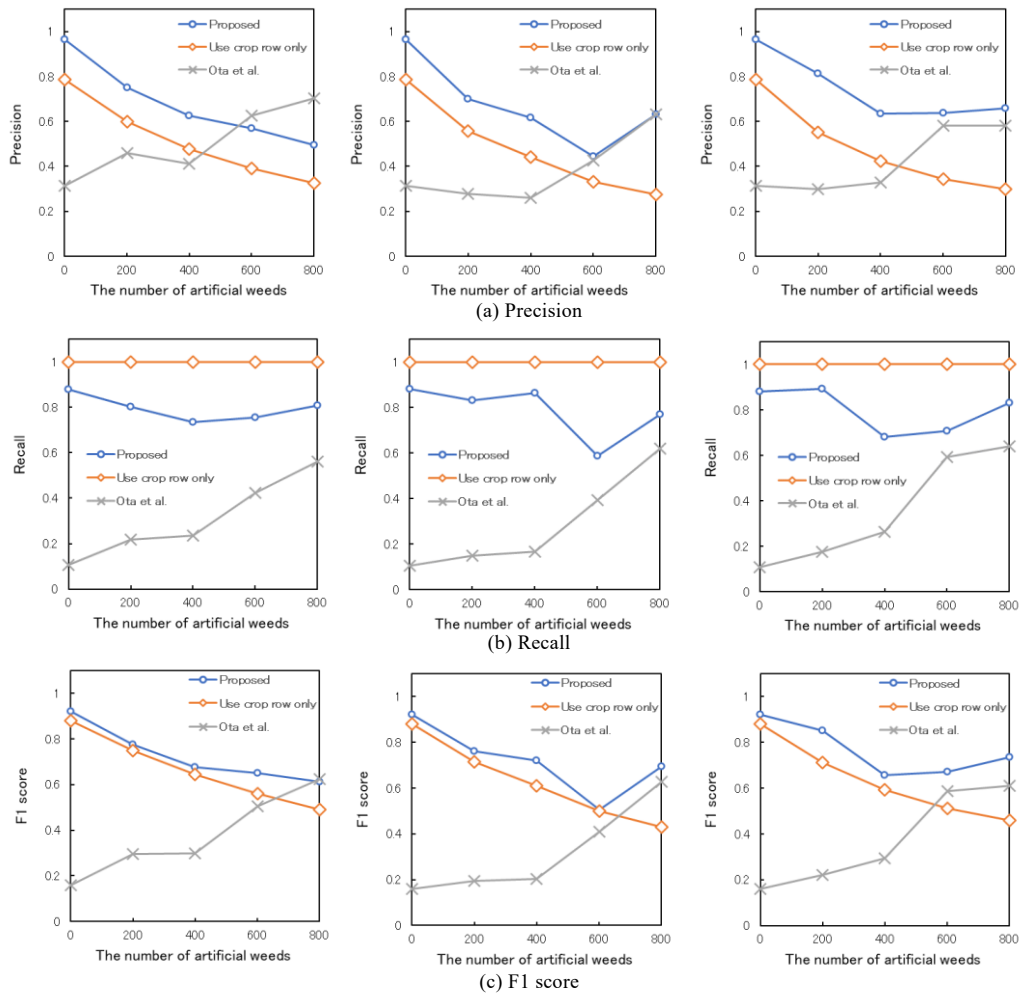 Proposed
Use crop row only
Ota et al.
1
0.8
0.6
0.4
0.2
0
0 200 400 600 800
Precision
The number of artificial weeds
Proposed
Use crop row only
Ota et al.
1
0.8
0.6
0.4
0.2
0
0 200 400 600 800
Precision
The number of artificial weeds
Proposed
Use crop row only
Ota et al.
1
0.8
0.6
0.4
0.2
0
0 200 400 600 800
Precision
The number of artificial weeds
(a) Precision
1
0.8
0.6
0.4
0.2
0
Proposed
Use crop row only
Ota et al.
0 200 400 600 800
Recall
The number of artificial weeds
1
0.8
0.6
0.4
0.2
0
Proposed
Use crop row only
Ota et al.
0 200 400 600 800
Recall
The number of artificial weeds
1
0.8
0.6
0.4
0.2
0
Proposed
Use crop row only
Ota et al.
0 200 400 600 800
Recall
The number of artificial weeds
(b) Recall
Proposed
Use crop row only
Ota et al.
1
0.8
0.6
0.4
0.2
0
0 200 400 600 800
F1 score
The number of artificial weeds
Proposed
Use crop row only
Ota et al.
1
0.8
0.6
0.4
0.2
0
0 200 400 600 800
F1 score
The number of artificial weeds
Proposed
Use crop row only
Ota et al.
1
0.8
0.6
0.4
0.2
0
0 200 400 600 800
F1 score
The number of artificial weeds
(c) F1 score